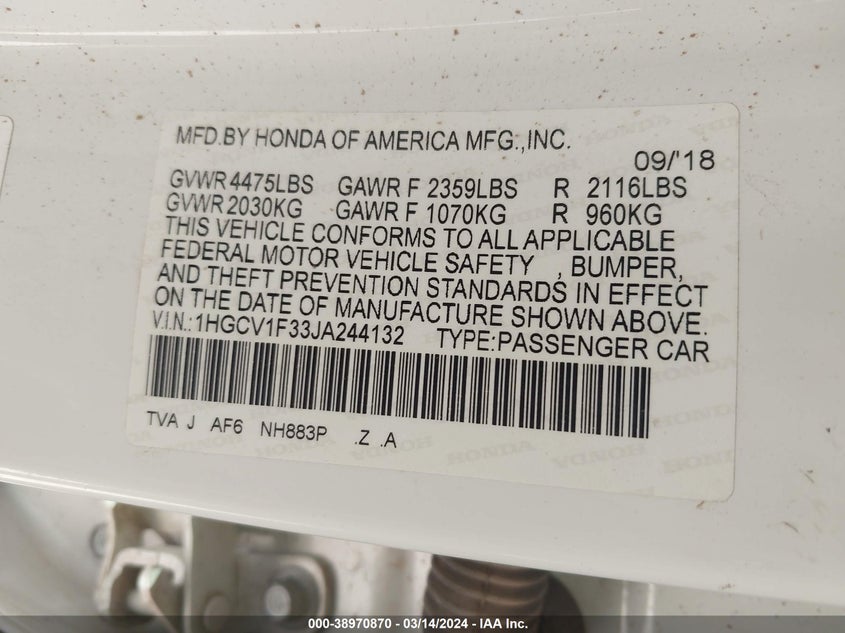 MFD.BY HONDA OF AMERICA MFG.,INC.
09/'18
GVWR 4475LBS GAWR F 2359LBS R 2116LBS
GVWR 2030KG GAWR F 1070KG R 960KG
THIS VEHICLE CONFORMS TO ALL APPLICABLE
FEDERAL MOTOR VEHICLE SAFETY , BUMPER,
AND THEFT PREVENTION STANDARDS IN EFFECT
ON THE DATE OF MANUFACTURE SHOWN ABOVE.
V.I.N.:1HGCV1F33JA244132 TYPE:PASSENGER CAR
TVA J AF6 NH883P .Z .A
HONDA HONDA HONDA
000-38970870 - 03/14/2024 - IAA Inc.